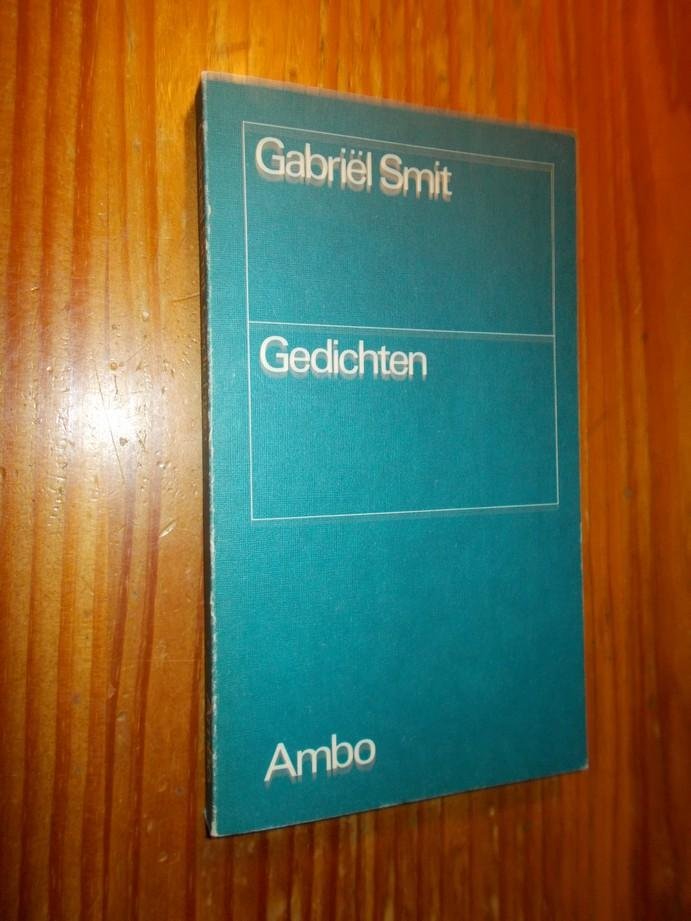 Gabriël Smit
Gedichten
Ambo